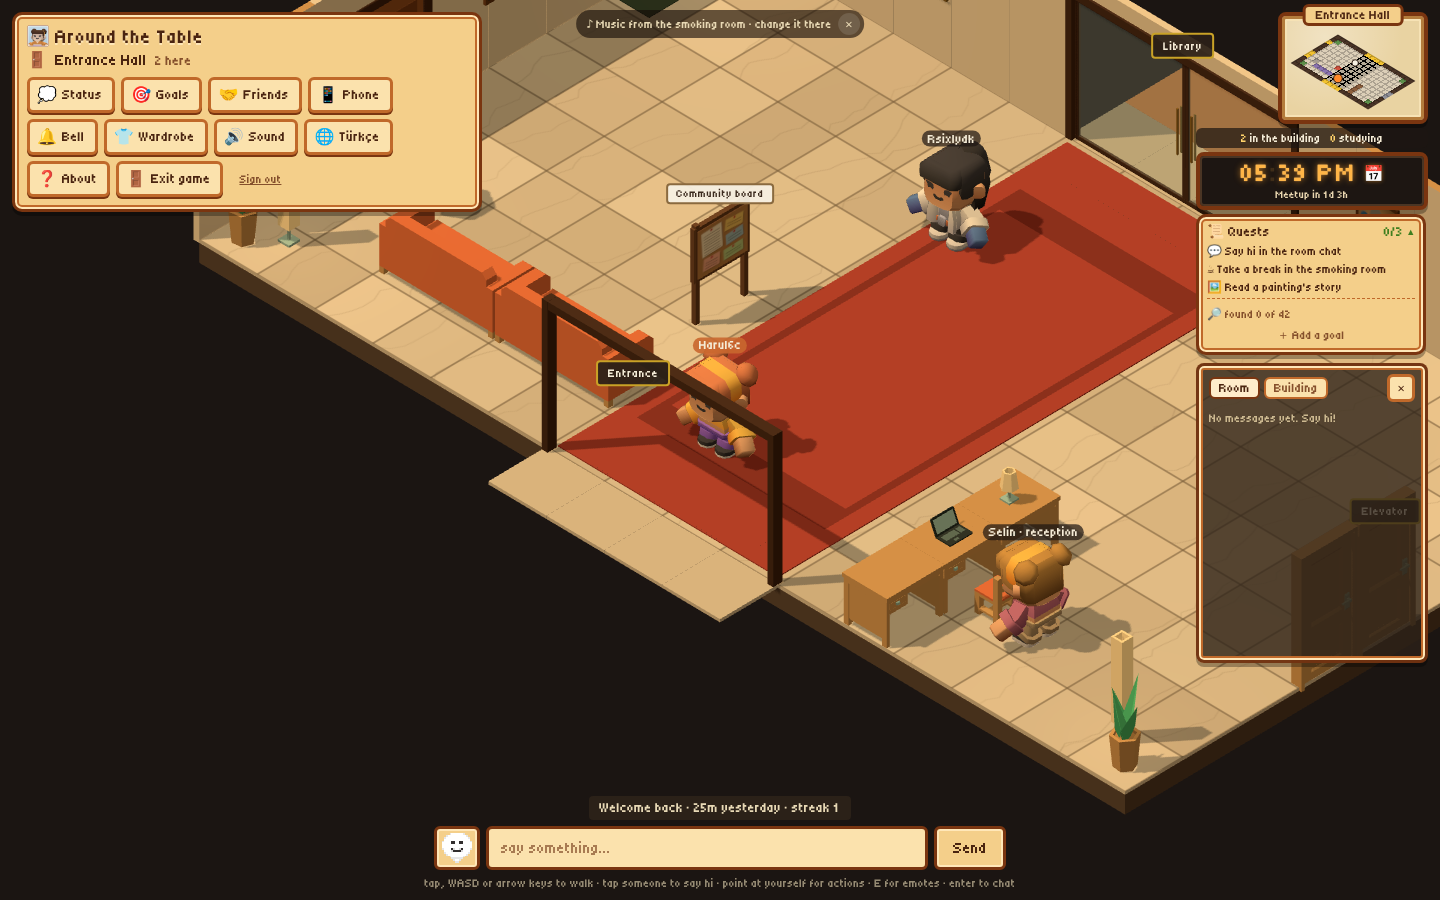 Around the Table
Entrance Hall 2 here
Status Goals Friends Phone
Bell Wardrobe Sound Türkçe
About Exit game Sign out
♪ Music from the smoking room · change it there ×
Library
Entrance Hall
2 in the building 0 studying
05:39 PM
Meetup in 1d 3h
Quests 0/3 ▲
Say hi in the room chat
Take a break in the smoking room
Read a painting's story
found 0 of 42
+ Add a goal
Room Building ×
No messages yet. Say hi!
Elevator
Rsixlydk
Community board
Harul6c
Entrance
Selin · reception
Welcome back · 25m yesterday · streak 1
say something...
Send
tap, WASD or arrow keys to walk · tap someone to say hi · point at yourself for actions · E for emotes · enter to chat